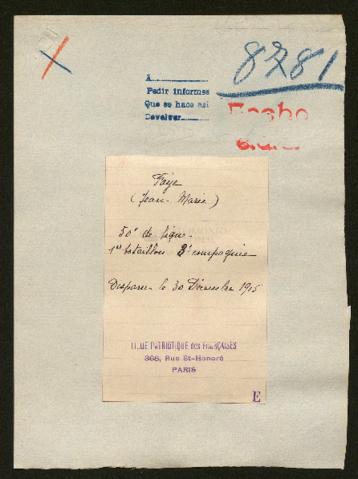 8781
A
Pedir informes
Que se hace así
Devolver
Faye
(Jean-Marie)
50e de ligne
1er bataillon 3e compagnie
Disparu le 30 Décembre 1915
LIGUE PATRIOTIQUE des FRANÇAISES
368, Rue St-Honoré
PARIS
E